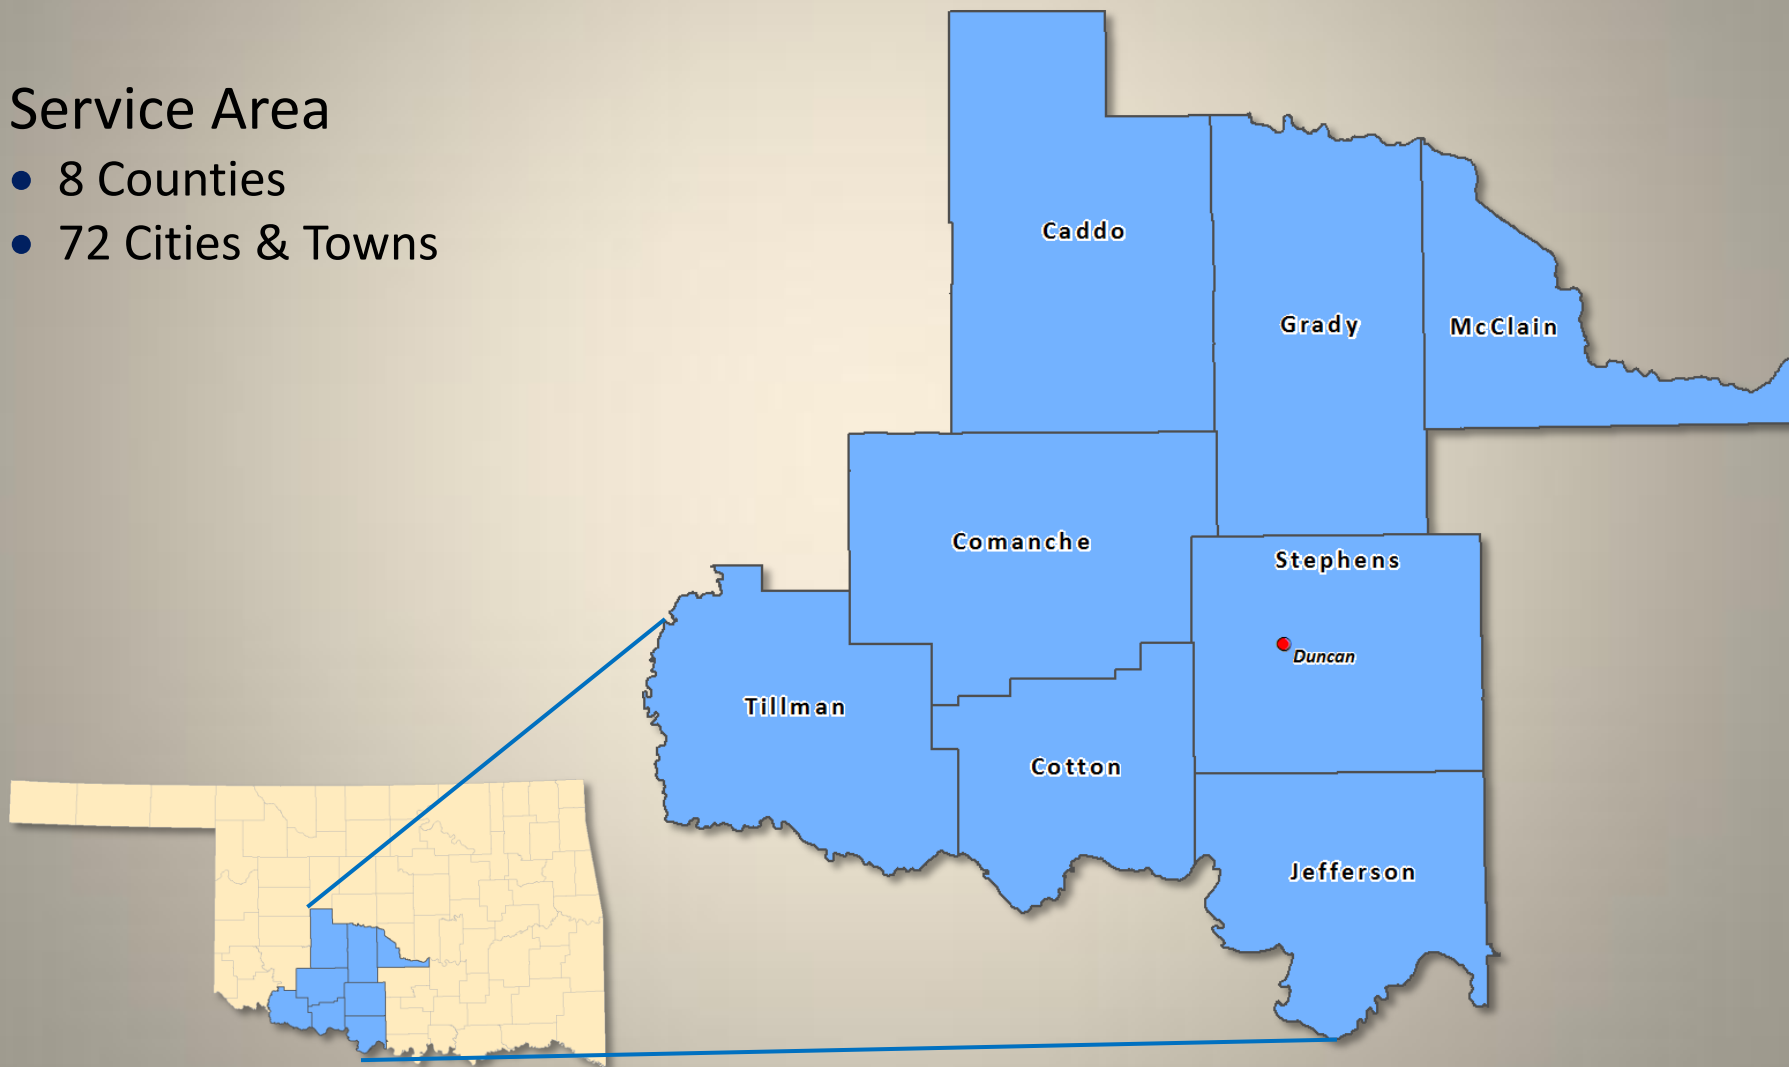 Service Area
• 8 Counties
• 72 Cities & Towns
Caddo
Grady
McClain
Comanche
Stephens
Duncan
Tillman
Cotton
Jefferson